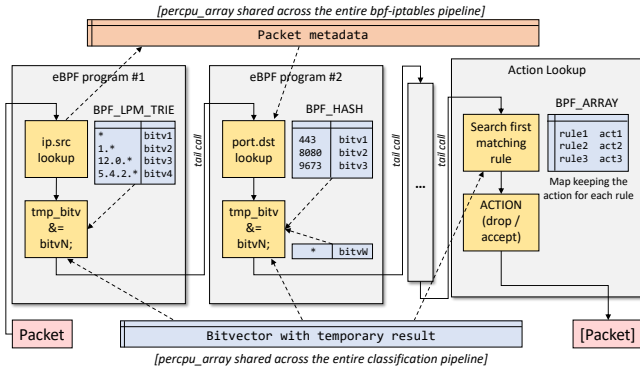 [percpu_array shared across the entire bpf-iptables pipeline]
Packet metadata
eBPF program #1
BPF_LPM_TRIE
ip.src
lookup
* bitv1
1.* bitv2
12.0.* bitv3
5.4.2.* bitv4
tmp_bitv
&=
bitvN;
tail call
eBPF program #2
BPF_HASH
port.dst
lookup
443 bitv1
8080 bitv2
9673 bitv3
tmp_bitv
&=
bitvN;
* bitvW
tail call
...
tail call
Action Lookup
BPF_ARRAY
Search first
matching
rule
rule1 act1
rule2 act2
rule3 act3
Map keeping the
action for each rule
ACTION
(drop /
accept)
Packet
Bitvector with temporary result
[Packet]
[percpu_array shared across the entire classification pipeline]